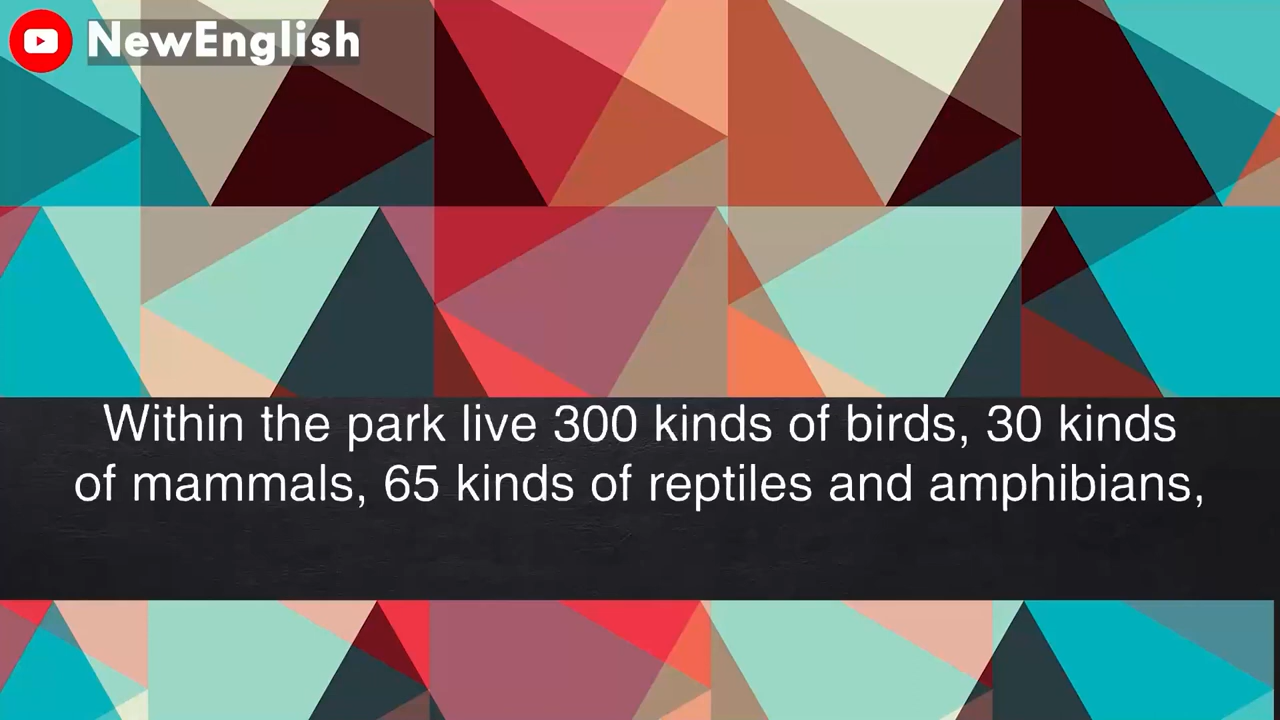 NewEnglish
Within the park live 300 kinds of birds, 30 kinds
of mammals, 65 kinds of reptiles and amphibians,